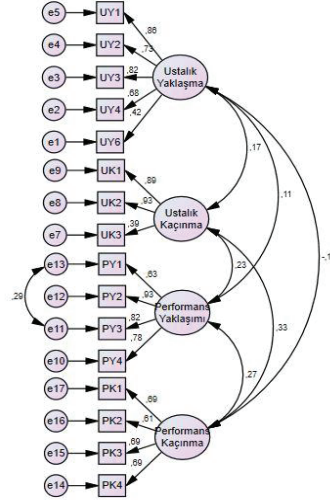 e5 UY1
,86
e4 UY2
,73
e3 UY3
,82
Ustalık
Yaklaşma
e2 UY4
,68
e1 UY6
,42
e9 UK1
,89
,17
,11
-,1
e8 UK2
,93
Ustalık
Kaçınma
e7 UK3
,39
e13 PY1
,63
,23
,29
e12 PY2
,93
Performans
Yaklaşımı
,33
e11 PY3
,82
e10 PY4
,78
,27
e17 PK1
,69
e16 PK2
,61
Performans
Kaçınma
e15 PK3
,69
e14 PK4
,69